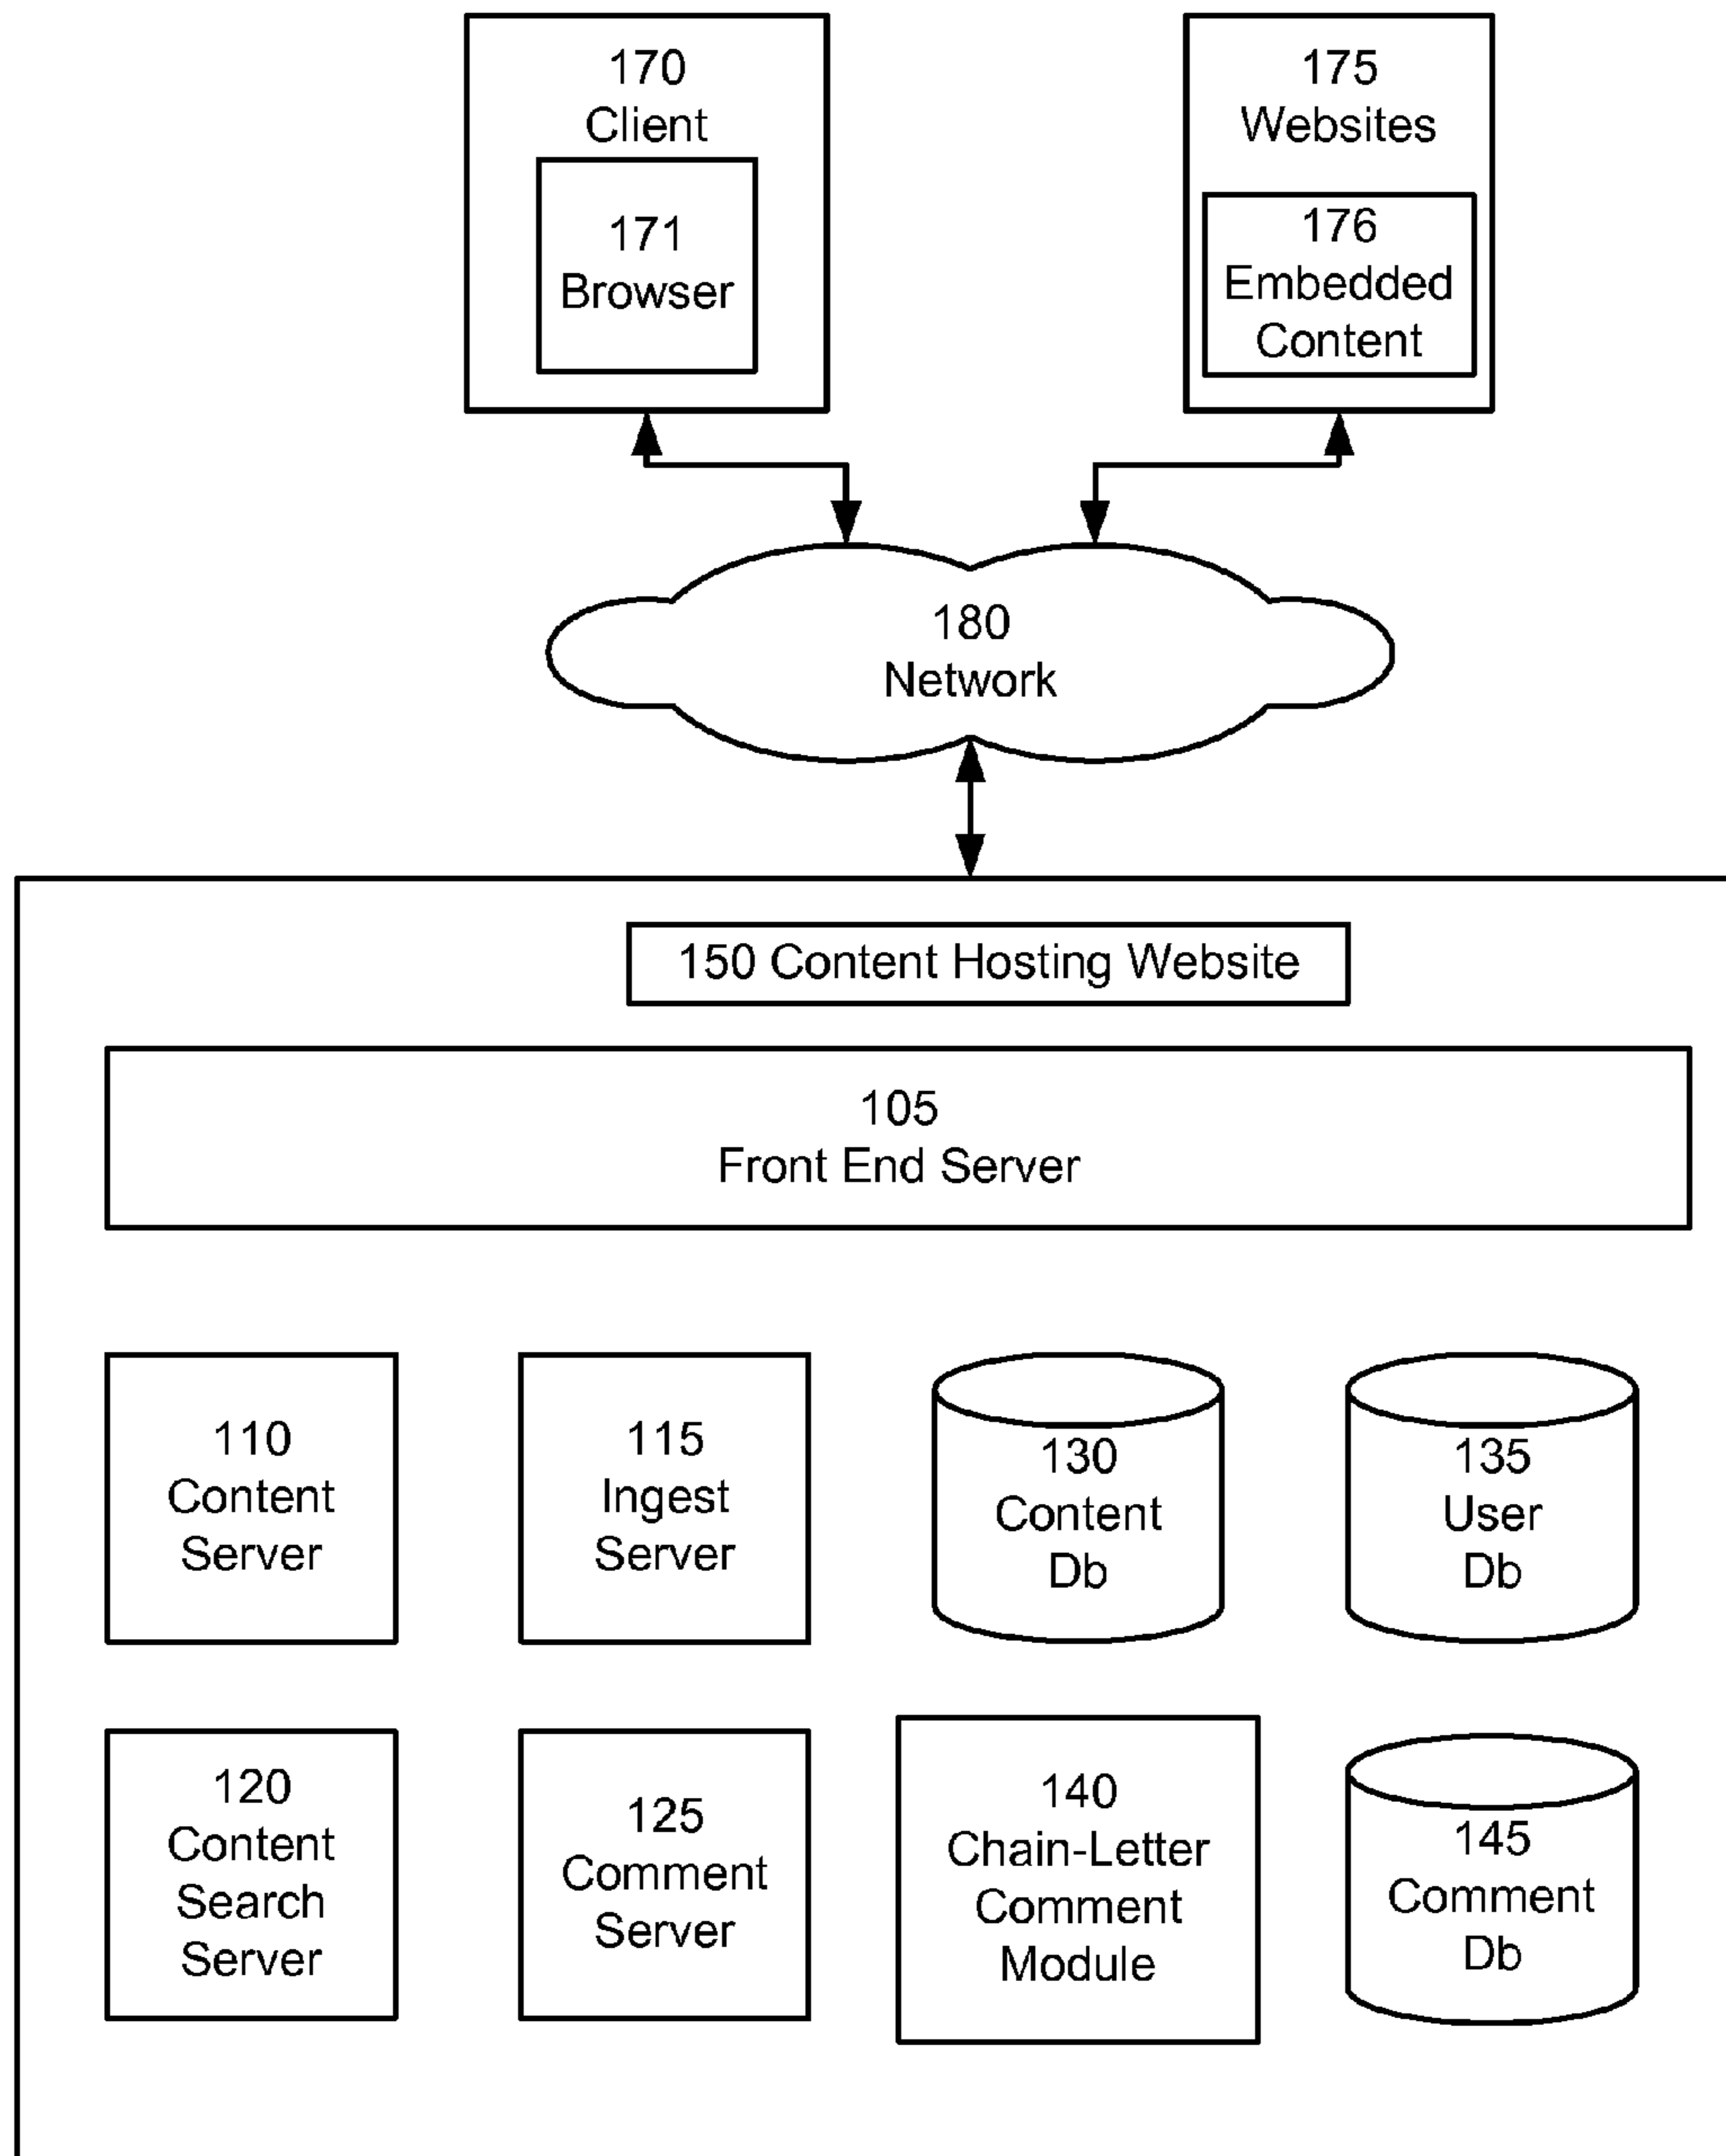 170
Client
171
Browser
175
Websites
176
Embedded
Content
180
Network
150 Content Hosting Website
105
Front End Server
110
Content
Server
115
Ingest
Server
130
Content
Db
135
User
Db
120
Content
Search
Server
125
Comment
Server
140
Chain-Letter
Comment
Module
145
Comment
Db